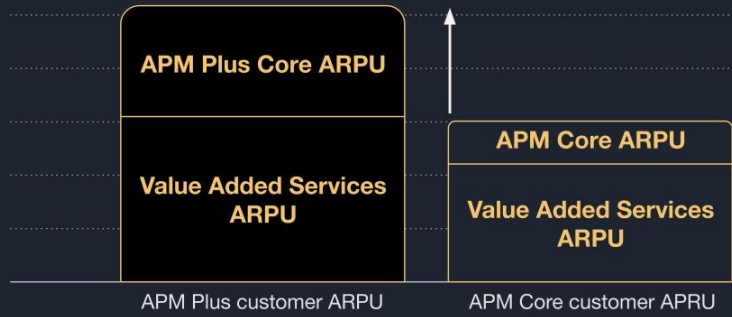 APM Plus Core ARPU
APM Core ARPU
Value Added Services
ARPU
Value Added Services
ARPU
APM Plus customer ARPU
APM Core customer APRU